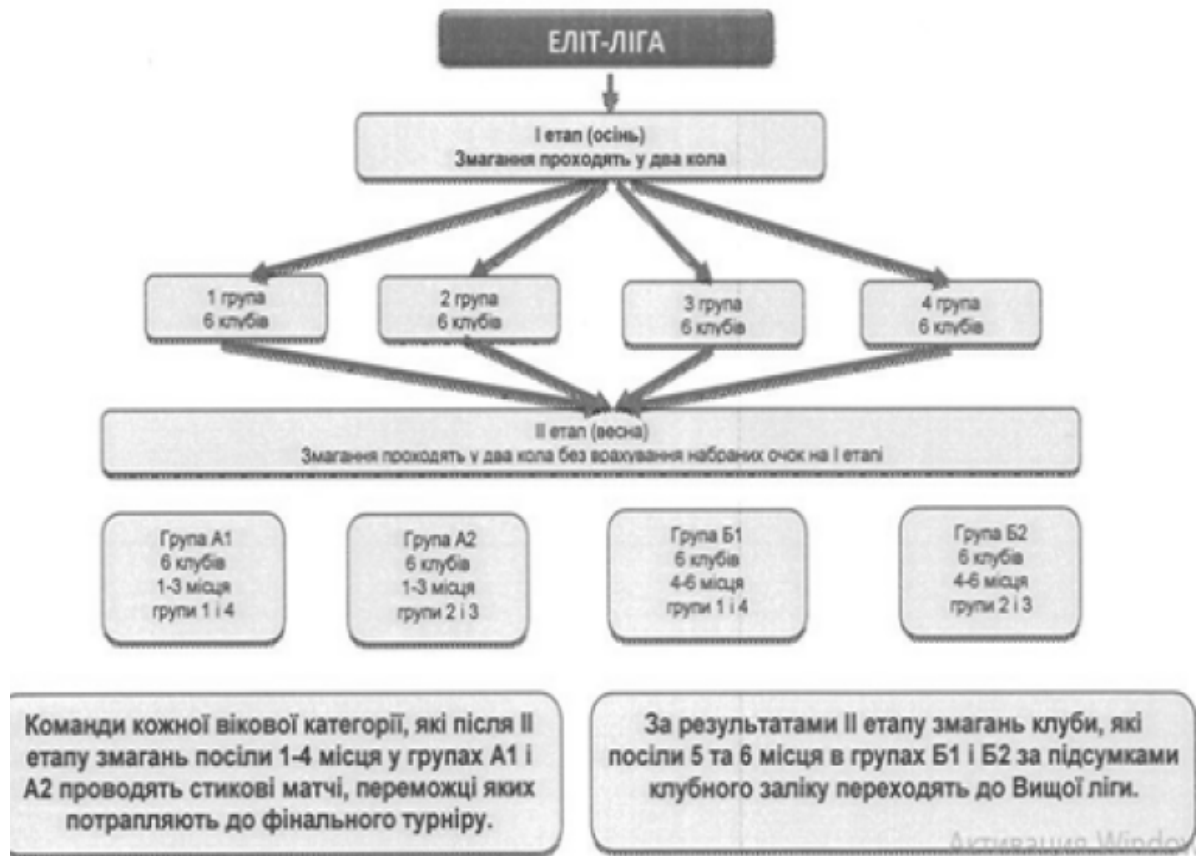 ЕЛІТ-ЛІГА
І етап (осінь)
Змагання проходять у два кола
1 група
6 клубів
2 група
6 клубів
3 група
6 клубів
4 група
6 клубів
ІІ етап (весна)
Змагання проходять у два кола без врахування набраних очок на І етапі
Група А1
6 клубів
1-3 місця
групи 1 і 4
Група А2
6 клубів
1-3 місця
групи 2 і 3
Група Б1
6 клубів
4-6 місця
групи 1 і 4
Група Б2
6 клубів
4-6 місця
групи 2 і 3
Команди кожної вікової категорії, які після ІІ
етапу змагань посіли 1-4 місця у групах А1 і
А2 проводять стикові матчі, переможці яких
потрапляють до фінального турніру.
За результатами ІІ етапу змагань клуби, які
посіли 5 та 6 місця в групах Б1 і Б2 за підсумками
клубного заліку переходять до Вищої ліги.
Активация Window